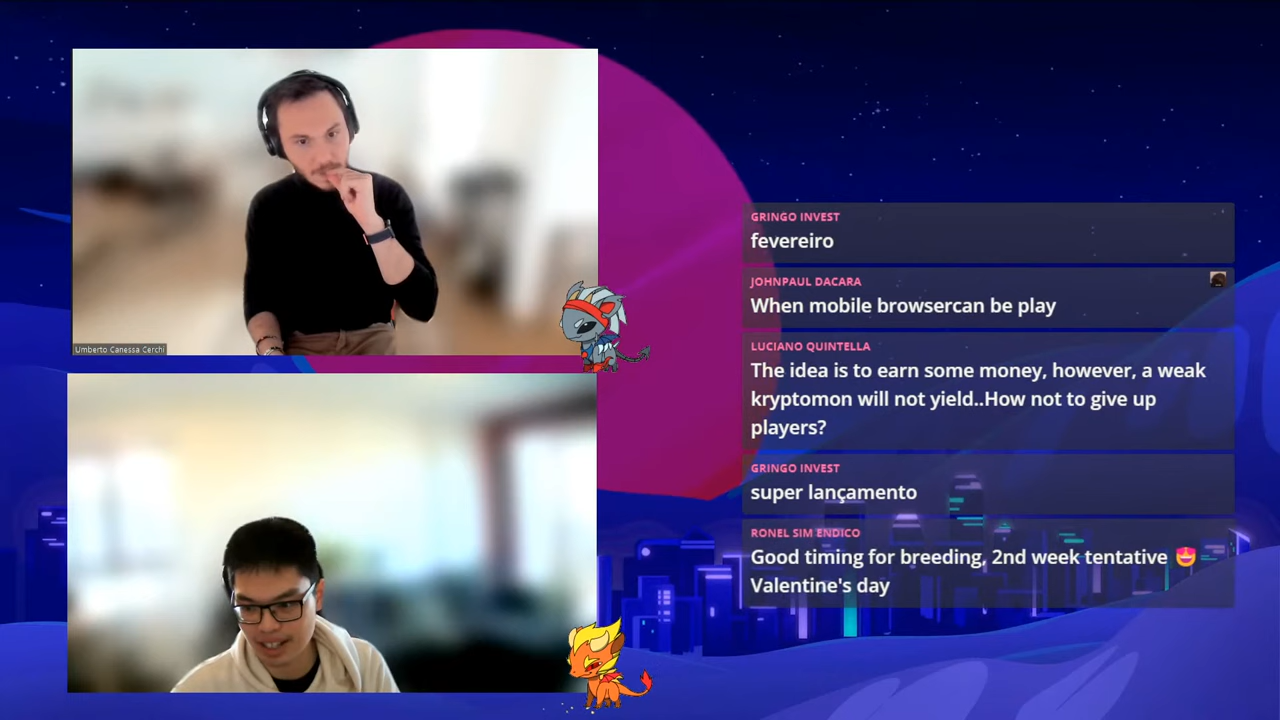 Umberto Canessa Cerchi
GRINGO INVEST
fevereiro
JOHNPAUL DACARA
When mobile browsercan be play
LUCIANO QUINTELLA
The idea is to earn some money, however, a weak
kryptomon will not yield..How not to give up
players?
GRINGO INVEST
super lançamento
RONEL SIM ENDICO
Good timing for breeding, 2nd week tentative 😍
Valentine's day